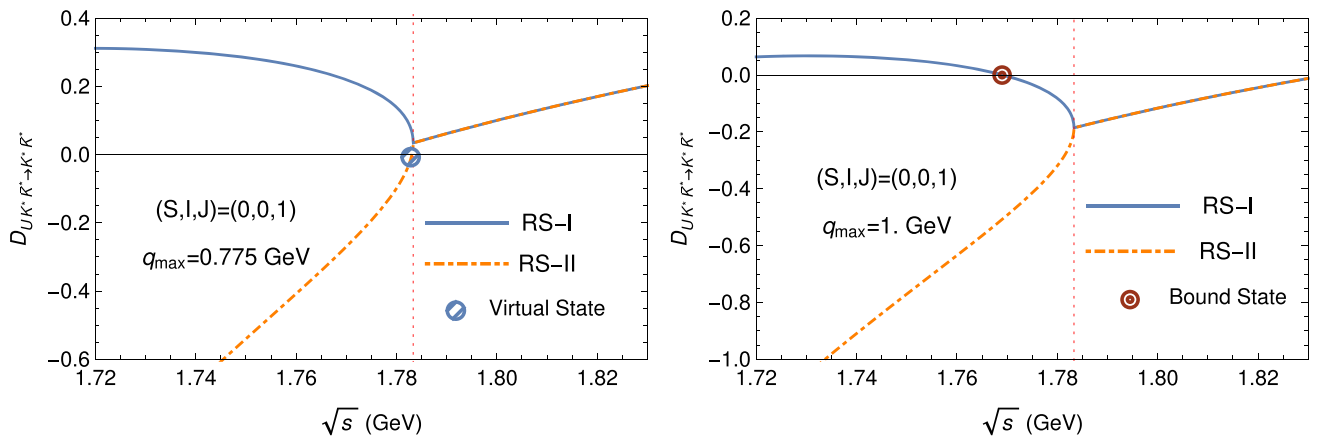 0.4
0.2
0.0
−0.2
−0.4
−0.6
D_{U K* K̄*→K* K̄*}
(S,I,J)=(0,0,1)
q_max=0.775 GeV
RS−I
RS−II
Virtual State
1.72 1.74 1.76 1.78 1.80 1.82
√s (GeV)
0.2
0.0
−0.2
−0.4
−0.6
−0.8
−1.0
D_{U K* K̄*→K* K̄*}
(S,I,J)=(0,0,1)
q_max=1. GeV
RS−I
RS−II
Bound State
1.72 1.74 1.76 1.78 1.80 1.82
√s (GeV)